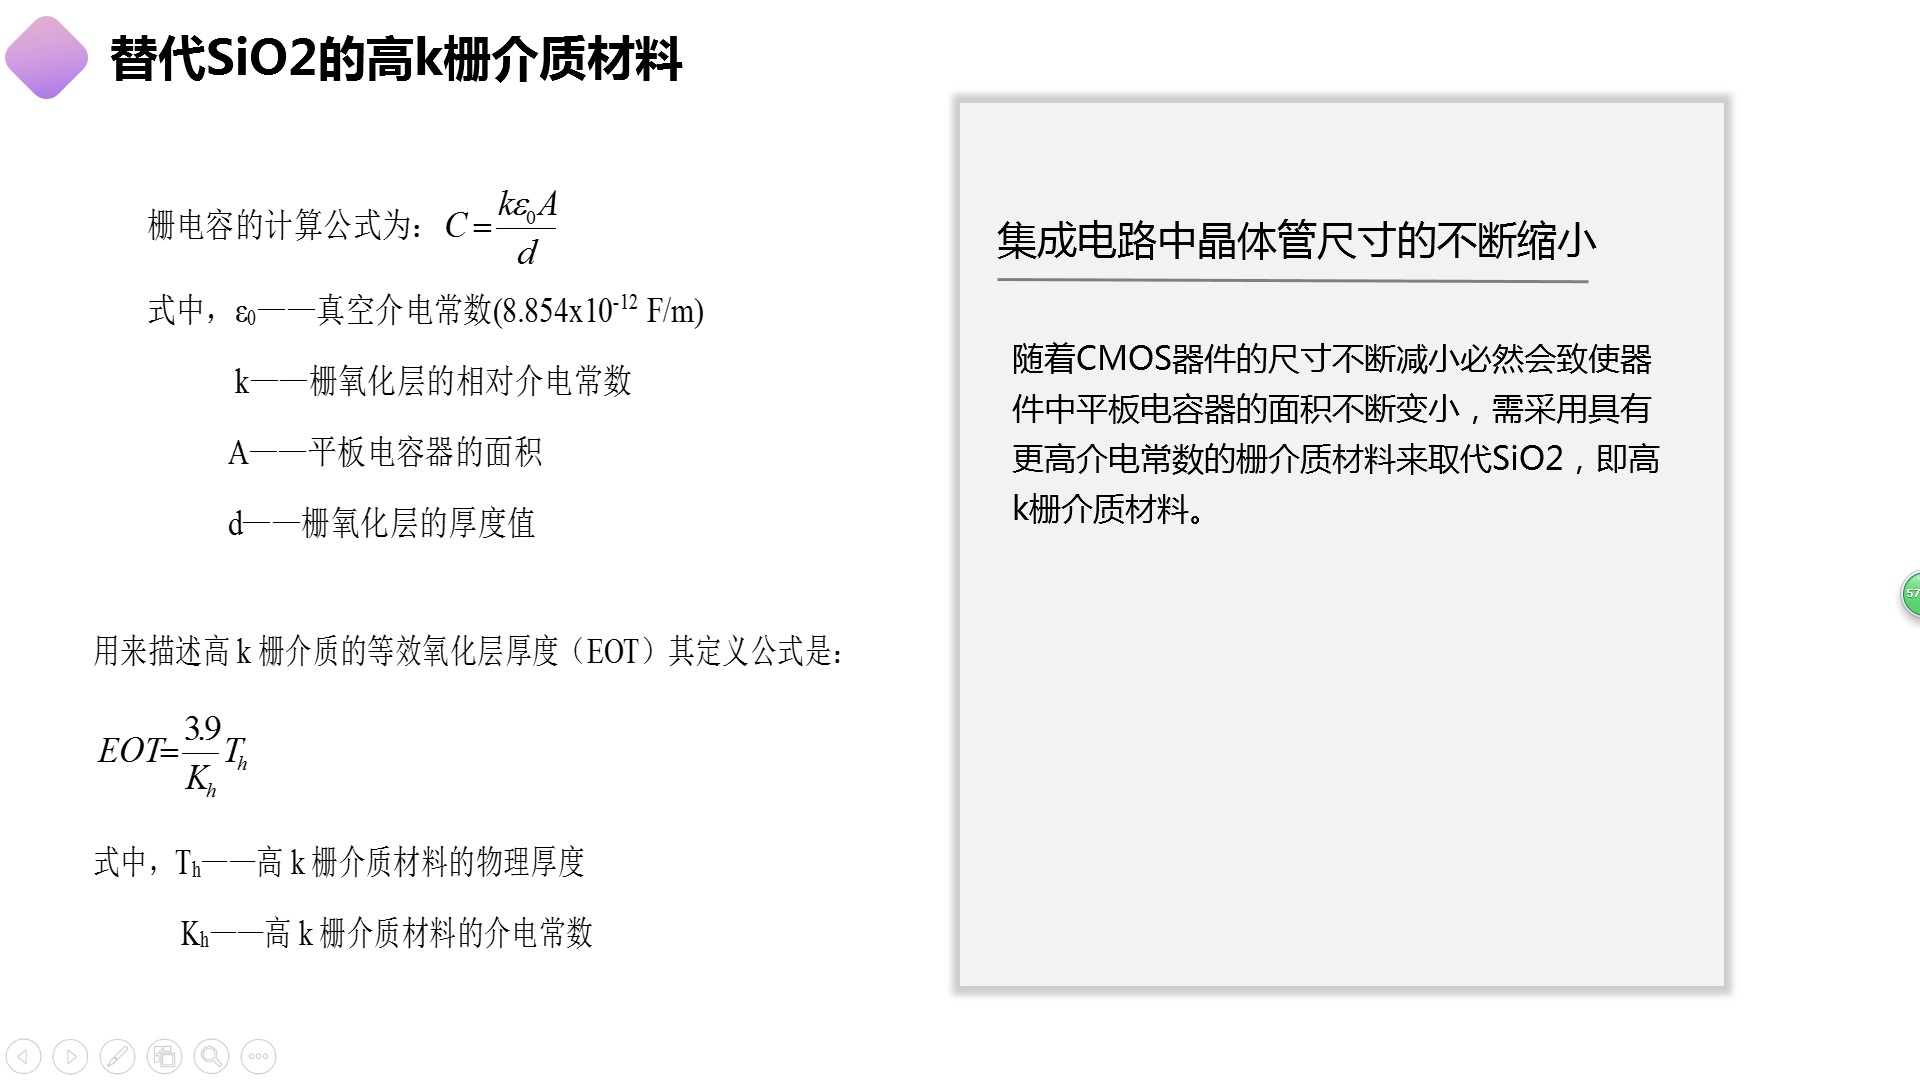 替代SiO2的高k栅介质材料
栅电容的计算公式为：C = kε₀A / d
式中，ε₀——真空介电常数(8.854x10⁻¹² F/m)
k——栅氧化层的相对介电常数
A——平板电容器的面积
d——栅氧化层的厚度值
用来描述高 k 栅介质的等效氧化层厚度（EOT）其定义公式是：
EOT = 3.9 / Kₕ Tₕ
式中，Tₕ——高 k 栅介质材料的物理厚度
Kₕ——高 k 栅介质材料的介电常数
集成电路中晶体管尺寸的不断缩小
随着CMOS器件的尺寸不断减小必然会致使器
件中平板电容器的面积不断变小，需采用具有
更高介电常数的栅介质材料来取代SiO2，即高
k栅介质材料。
57